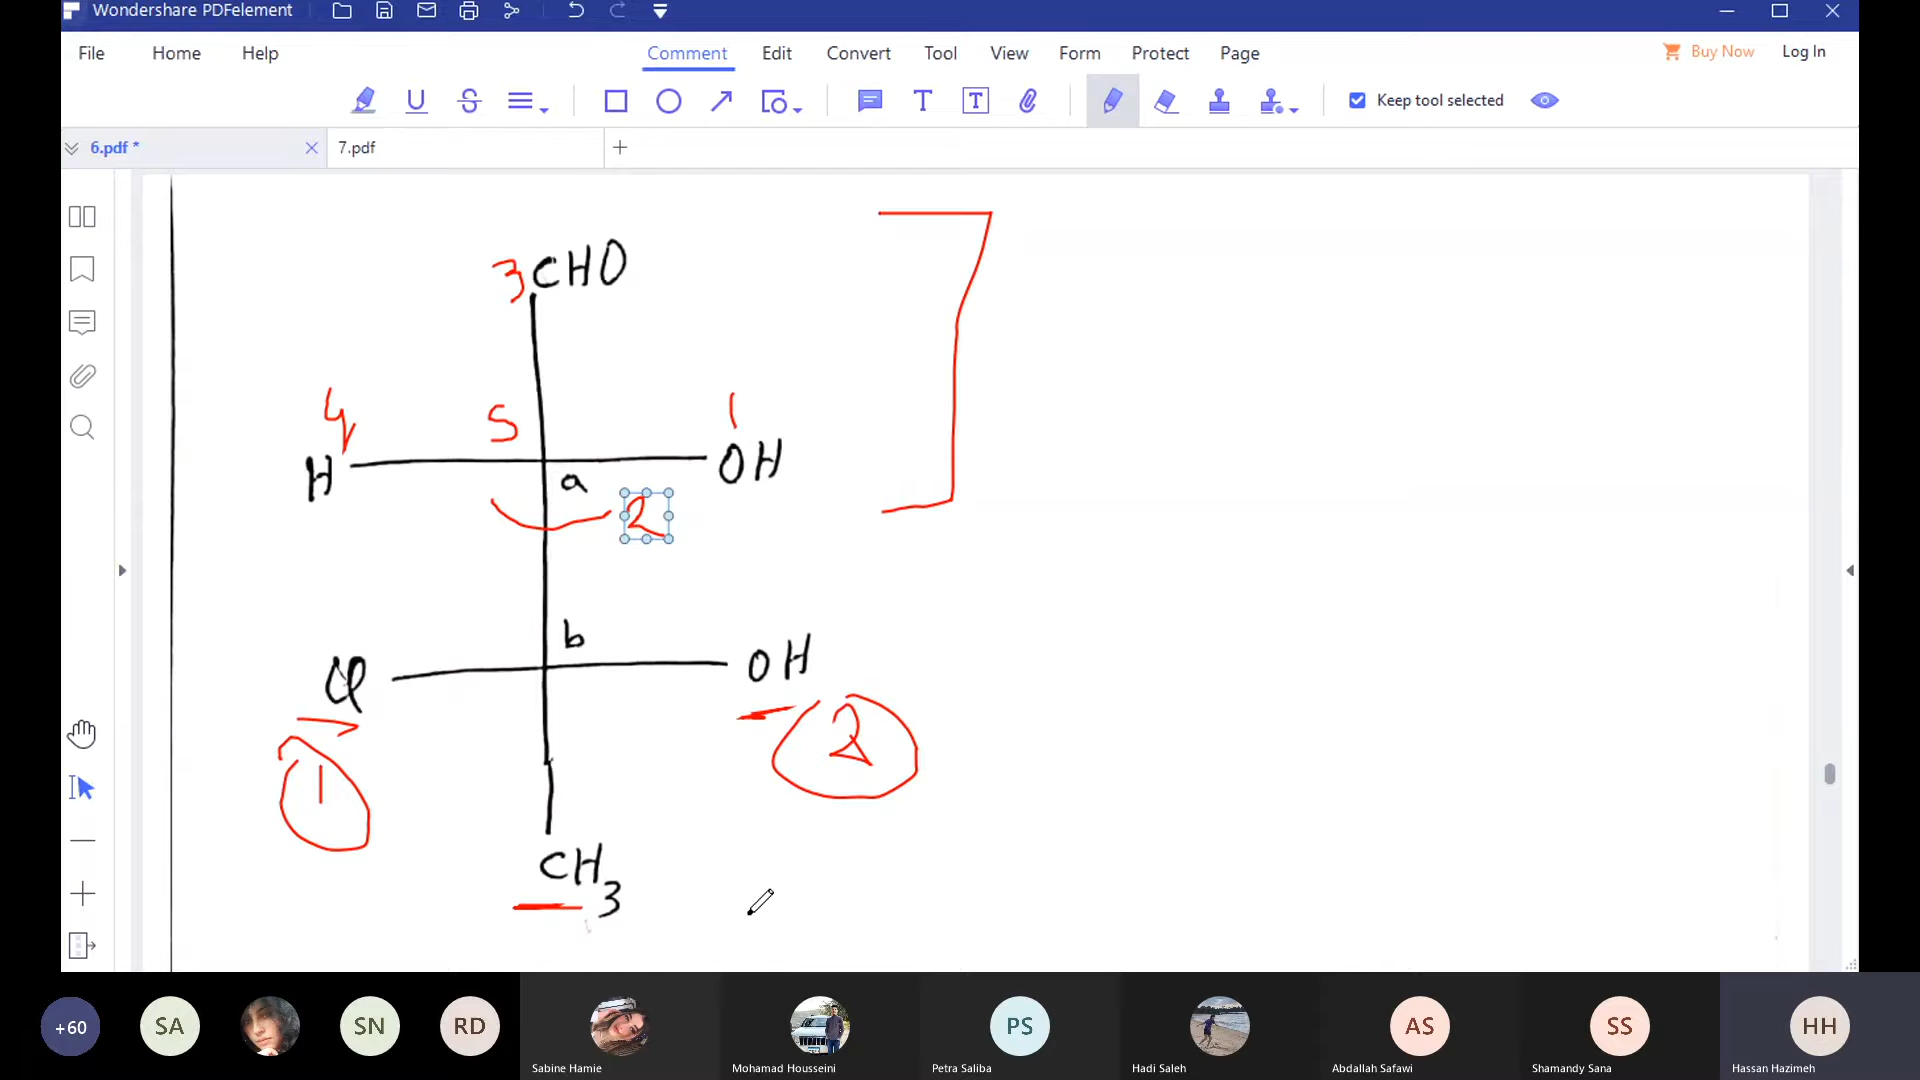 Wondershare PDFelement
File Home Help Comment Edit Convert Tool View Form Protect Page Buy Now Log In
Keep tool selected
6.pdf * 7.pdf
3 CHO
4 S 1
H a OH
2
b
Cl OH
1 2
CH3
+60 SA SN RD PS AS SS HH
Sabine Hamie Mohamad Housseini Petra Saliba Hadi Saleh Abdallah Safawi Shamandy Sana Hassan Hazimeh